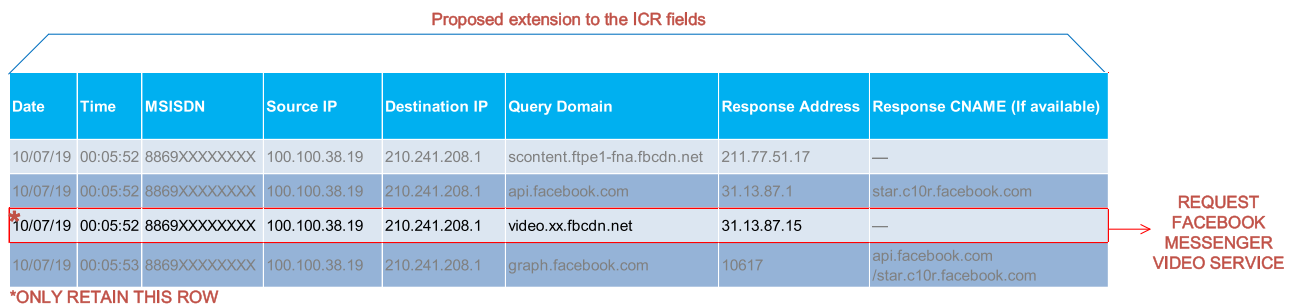 Proposed extension to the ICR fields
Date Time MSISDN Source IP Destination IP Query Domain Response Address Response CNAME (If available)
10/07/19 00:05:52 8869XXXXXXXX 100.100.38.19 210.241.208.1 scontent.ftpe1-fna.fbcdn.net 211.77.51.17 —
10/07/19 00:05:52 8869XXXXXXXX 100.100.38.19 210.241.208.1 api.facebook.com 31.13.87.1 star.c10r.facebook.com
*
10/07/19 00:05:52 8869XXXXXXXX 100.100.38.19 210.241.208.1 video.xx.fbcdn.net 31.13.87.15 —
10/07/19 00:05:53 8869XXXXXXXX 100.100.38.19 210.241.208.1 graph.facebook.com 10617 api.facebook.com
/star.c10r.facebook.com
REQUEST
FACEBOOK
MESSENGER
VIDEO SERVICE
*ONLY RETAIN THIS ROW